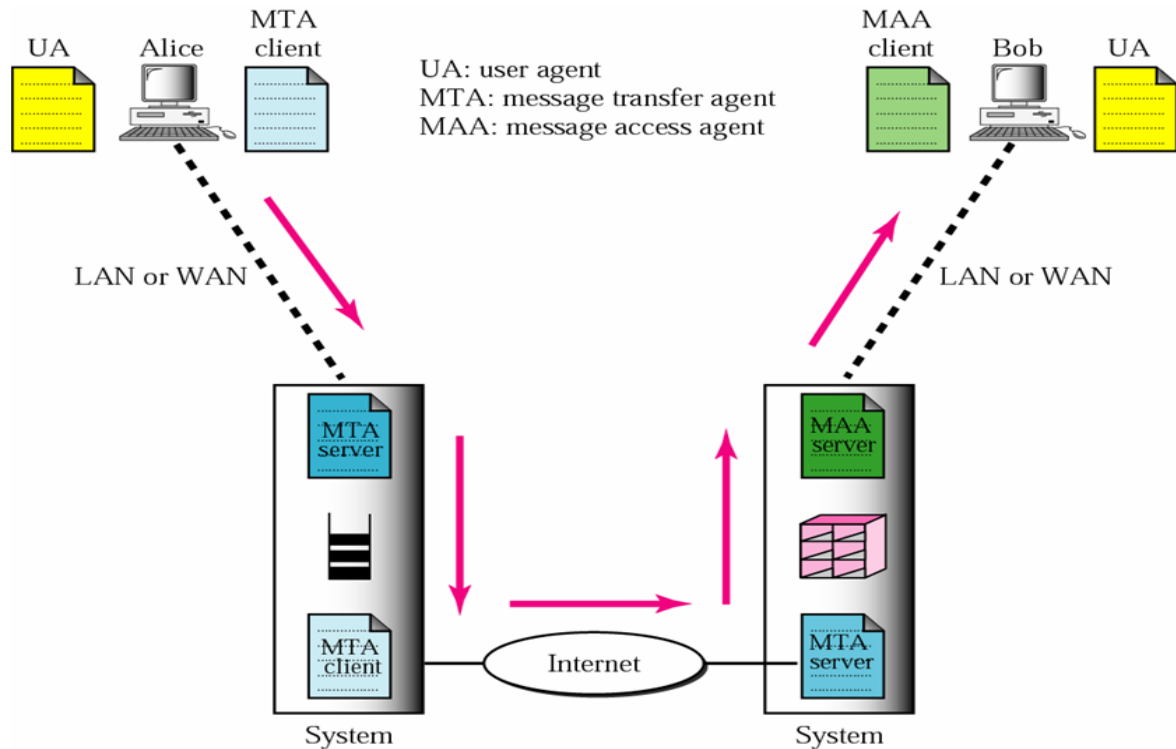 UA
Alice
MTA
client
UA: user agent
MTA: message transfer agent
MAA: message access agent
MAA
client
Bob
UA
LAN or WAN
LAN or WAN
MTA
server
MTA
client
System
Internet
MAA
server
MTA
server
System